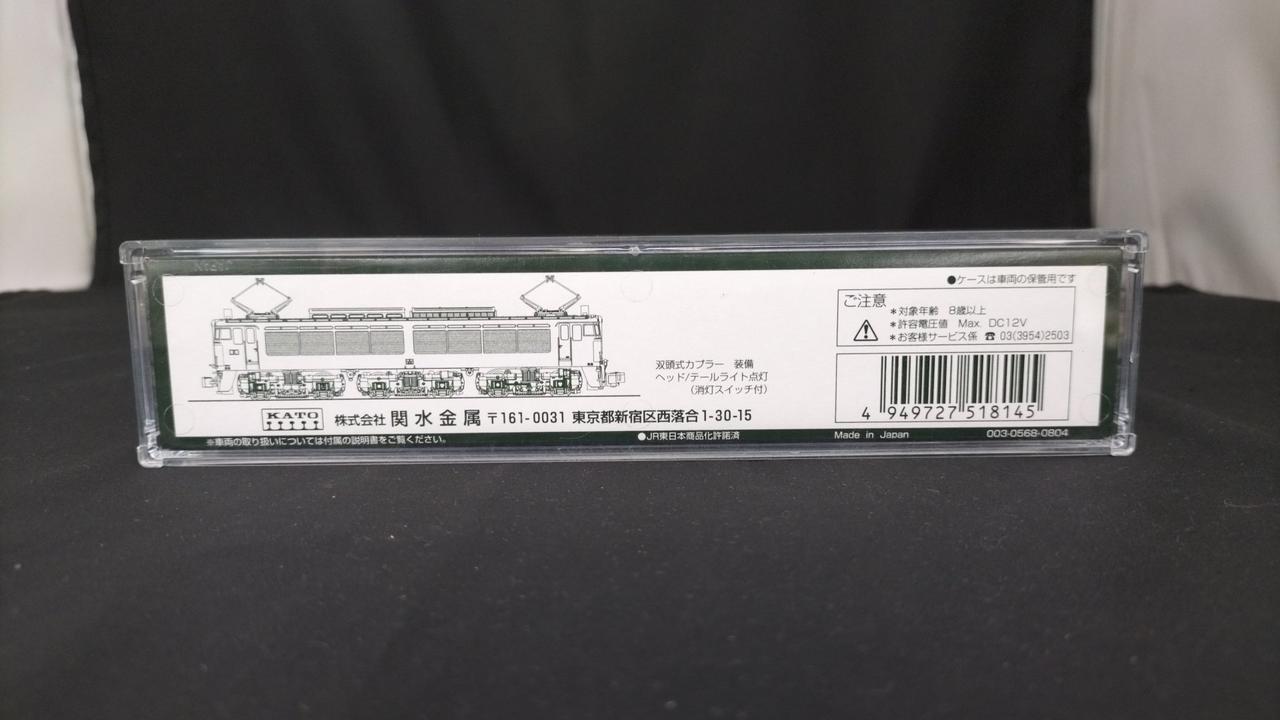 ●ケースは車両の保管用です
ご注意
*対象年齢 8歳以上
*許容電圧値 Max. DC12V
*お客様サービス係 ☎ 03(3954)2503
双頭式カプラー 装備
ヘッド/テールライト点灯
(消灯スイッチ付)
KATO 株式会社 関水金属 〒161-0031 東京都新宿区西落合1-30-15
4 949727 518145
※車両の取り扱いについては付属の説明書をご覧ください。
●JR東日本商品化許諾済
Made in Japan 003-0568-0804